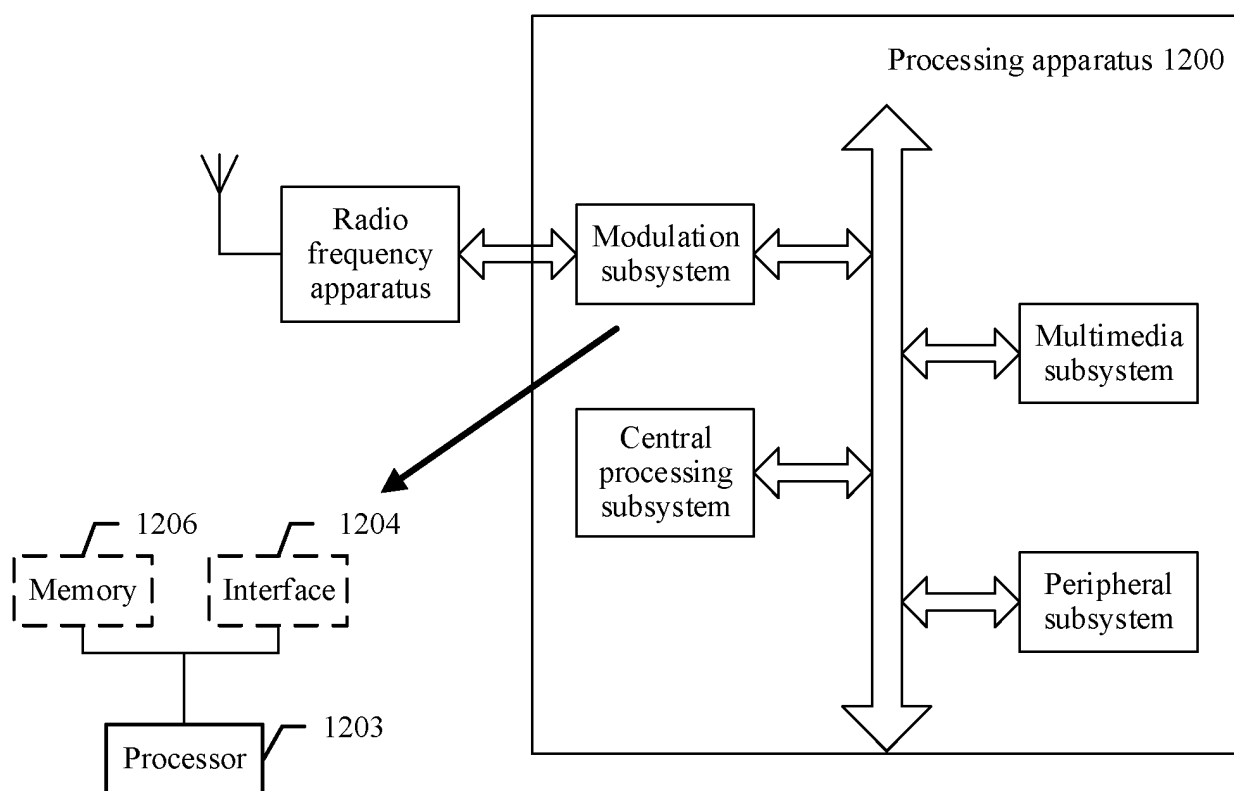 Processing apparatus 1200
Radio
frequency
apparatus
Modulation
subsystem
Multimedia
subsystem
Central
processing
subsystem
1206
1204
Memory
Interface
Peripheral
subsystem
1203
Processor